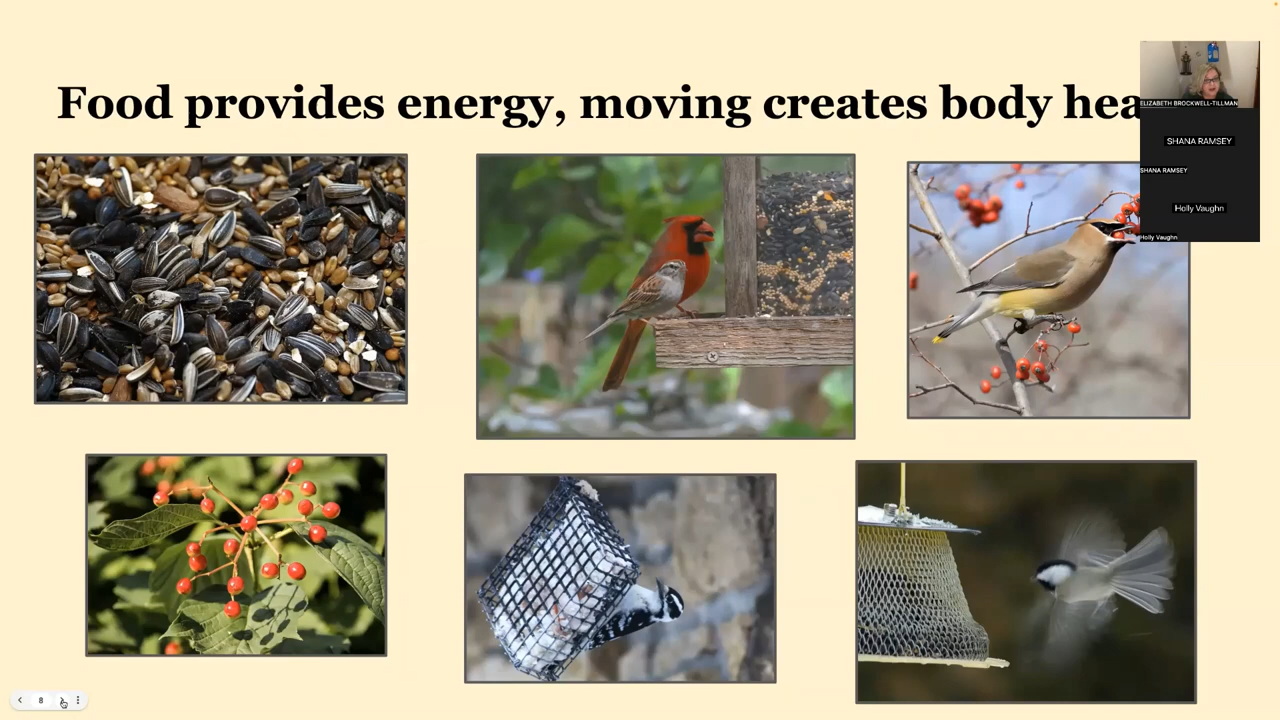 Food provides energy, moving creates body hea
ELIZABETH BROCKWELL-TILLMAN
SHANA RAMSEY
SHANA RAMSEY
Holly Vaughn
Holly Vaughn
8